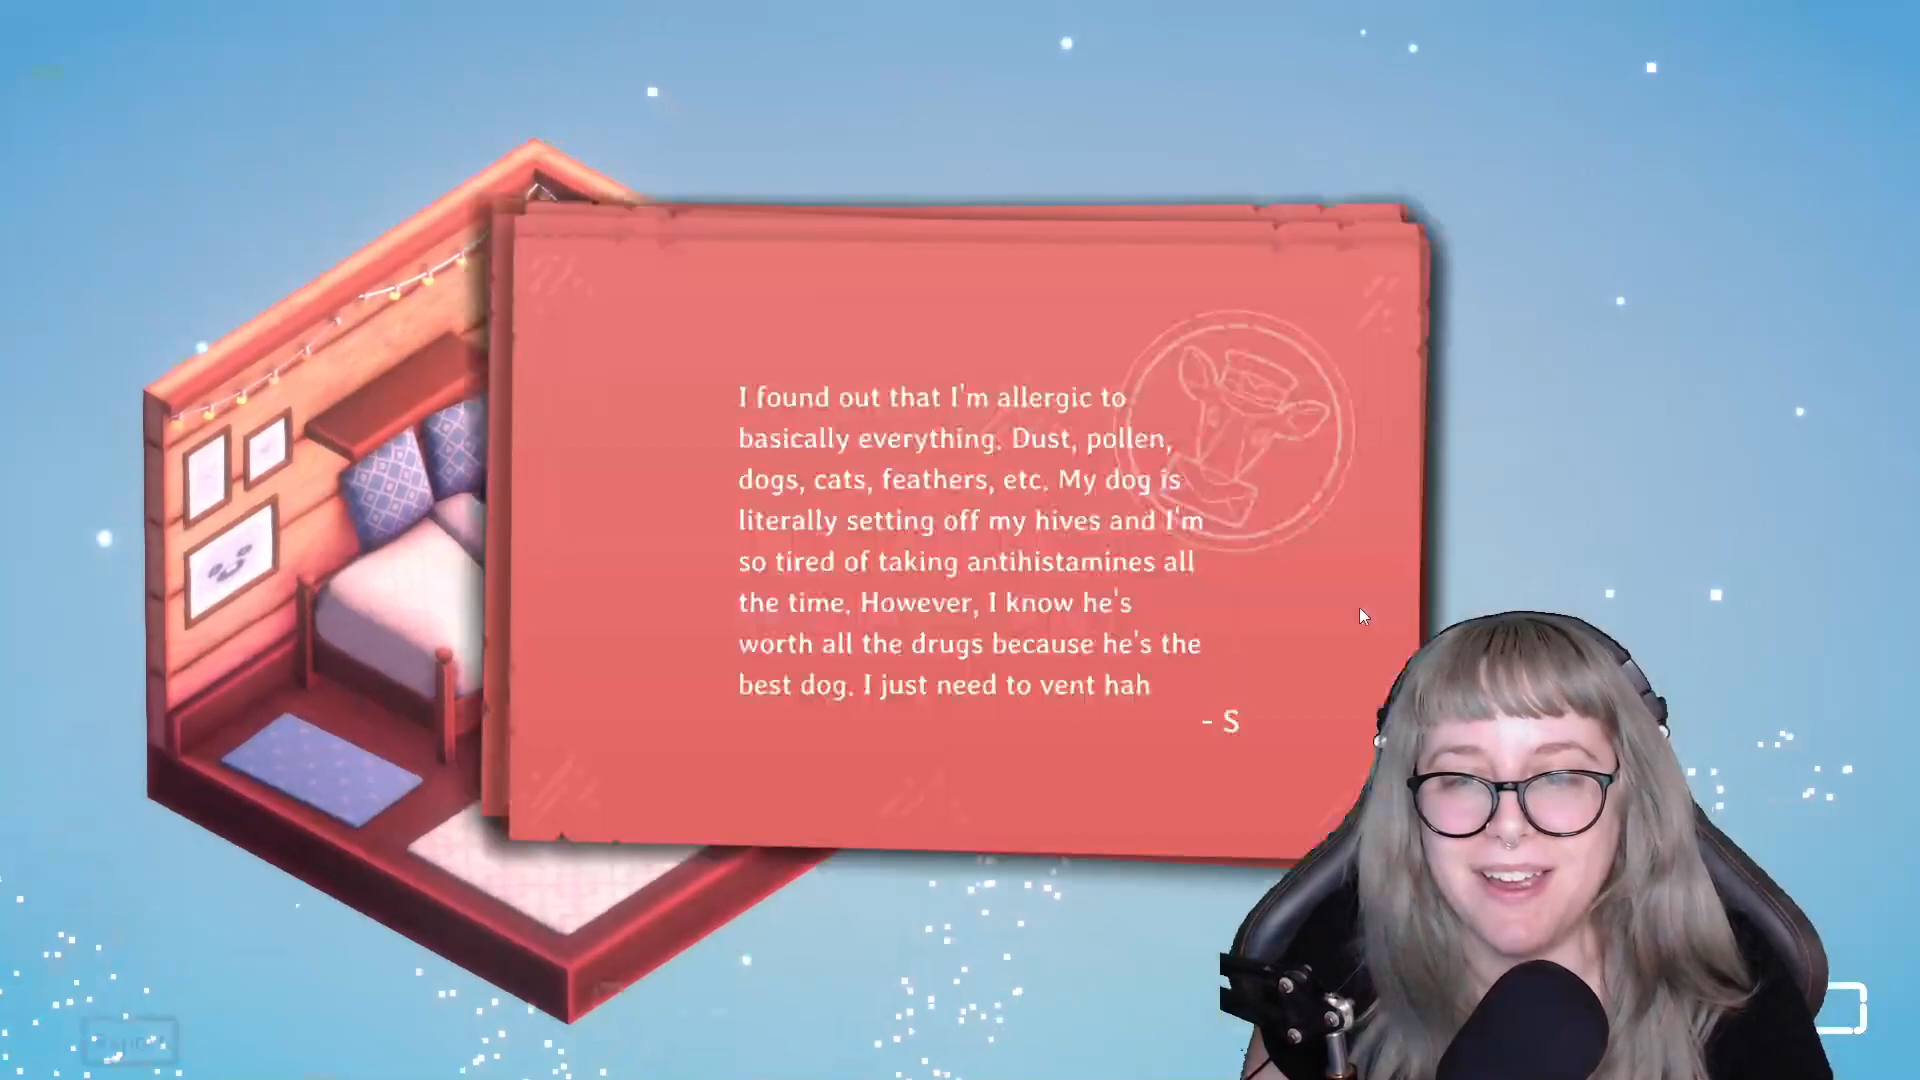 I found out that I'm allergic to
basically everything. Dust, pollen,
dogs, cats, feathers, etc. My dog is
literally setting off my hives and I'm
so tired of taking antihistamines all
the time. However, I know he's
worth all the drugs because he's the
best dog. I just need to vent hah
- S